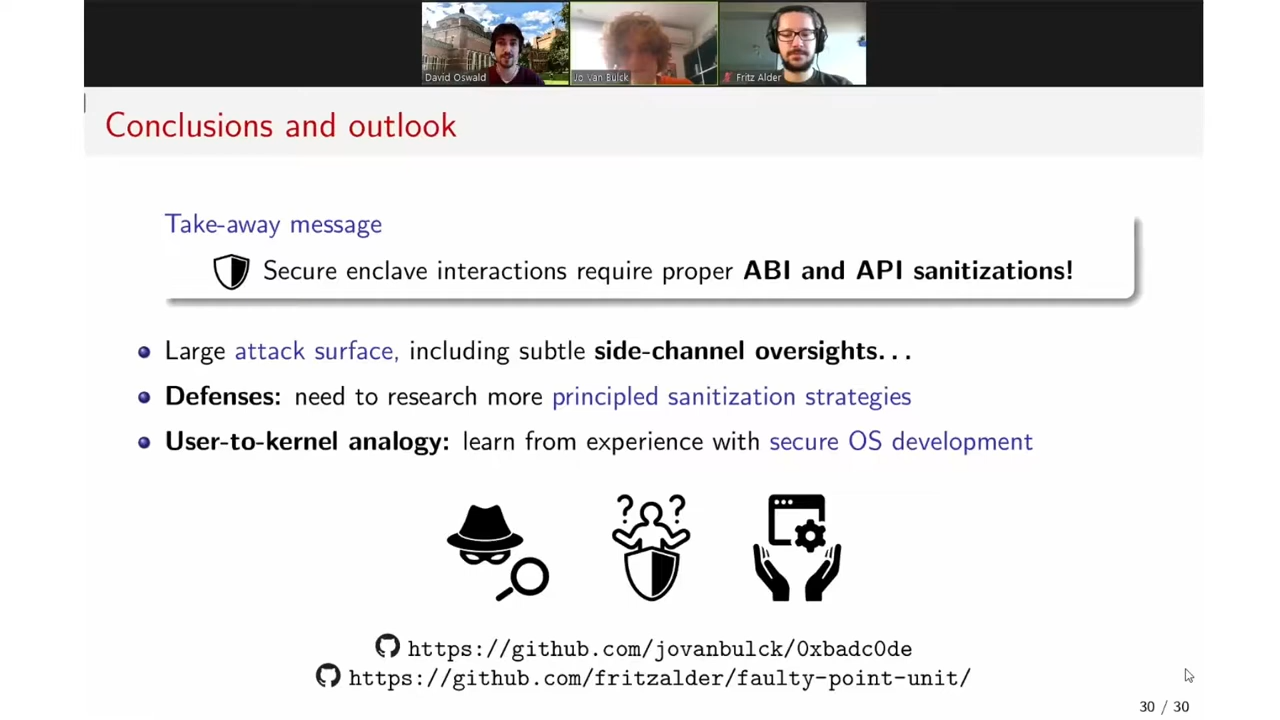 David Oswald
Jo Van Bulck
Fritz Alder
Conclusions and outlook
Take-away message
Secure enclave interactions require proper ABI and API sanitizations!
Large attack surface, including subtle side-channel oversights...
Defenses: need to research more principled sanitization strategies
User-to-kernel analogy: learn from experience with secure OS development
? ?
https://github.com/jovanbulck/0xbadc0de
https://github.com/fritzalder/faulty-point-unit/
30 / 30